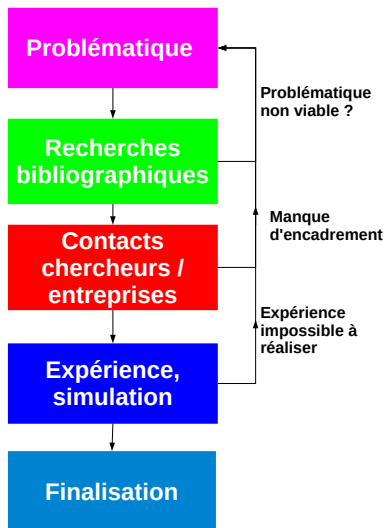 Problématique
Problématique
non viable ?
Recherches
bibliographiques
Manque
d'encadrement
Contacts
chercheurs /
entreprises
Expérience
impossible à
réaliser
Expérience,
simulation
Finalisation